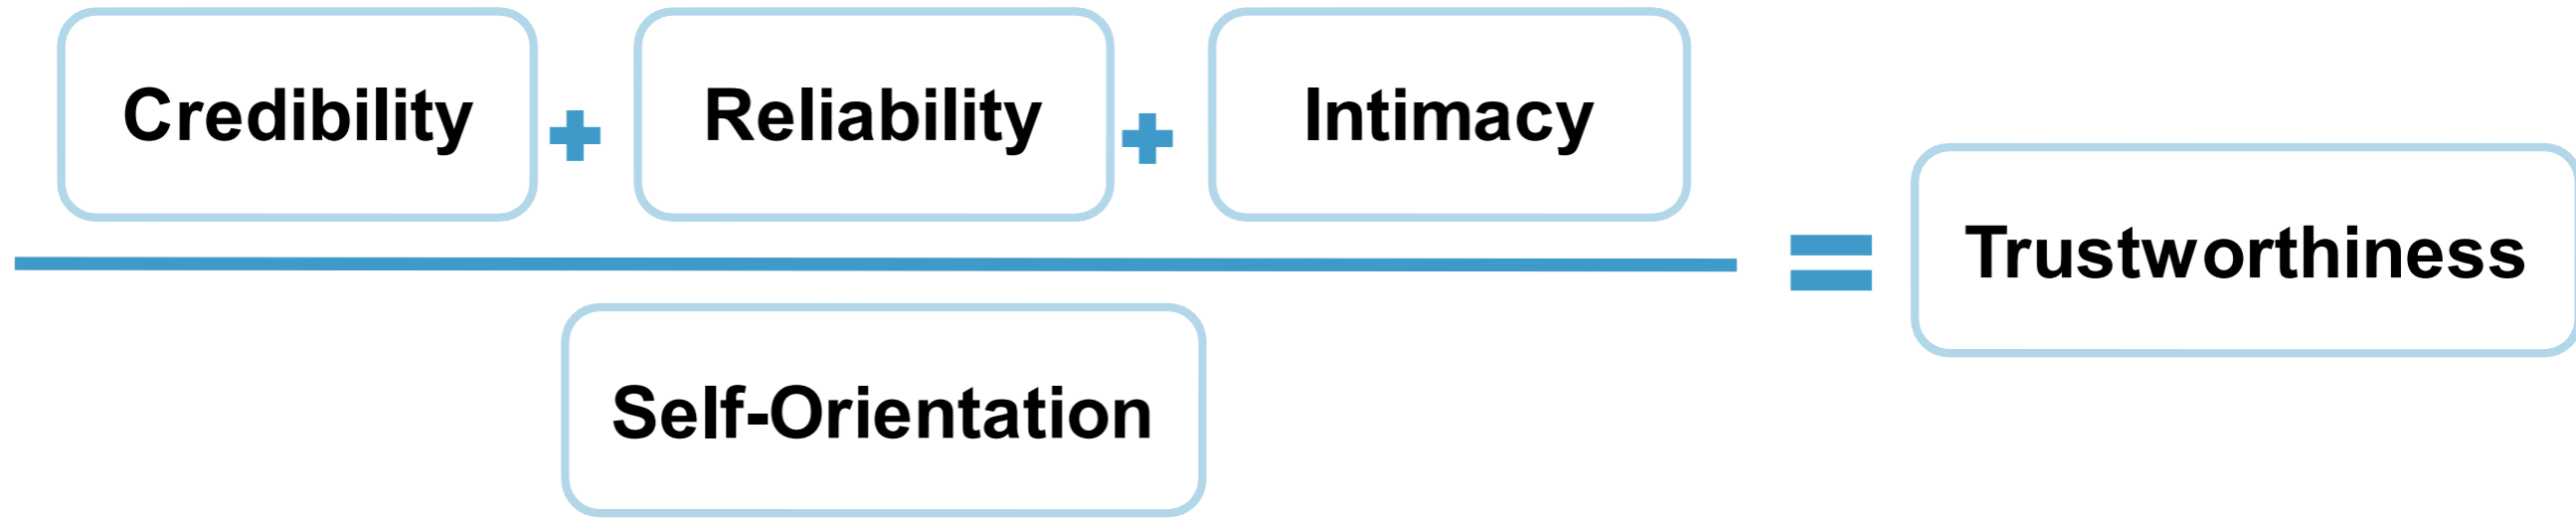 Credibility + Reliability + Intimacy
= Trustworthiness
Self-Orientation